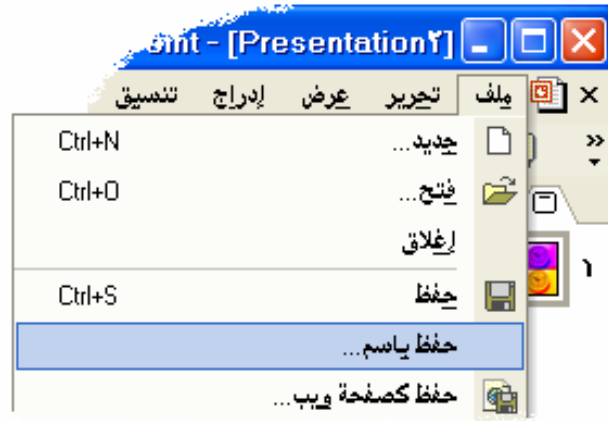 Point - [Presentation٢]
ملف تحرير عرض إدراج تنسيق
جديد... Ctrl+N
فتح... Ctrl+O
إغلاق
١
حفظ Ctrl+S
حفظ باسم...
حفظ كصفحة ويب...